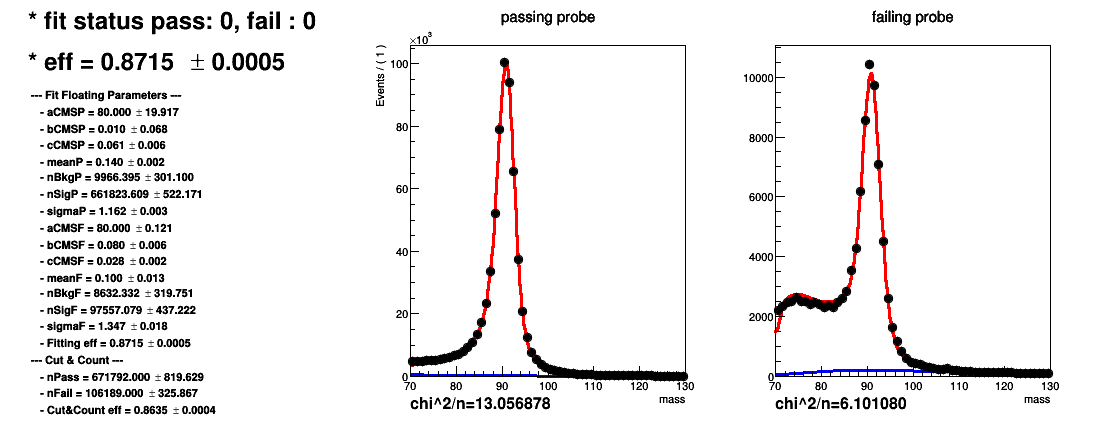 * fit status pass: 0, fail : 0
* eff = 0.8715 ± 0.0005
--- Fit Floating Parameters ---
- aCMSP = 80.000 ± 19.917
- bCMSP = 0.010 ± 0.068
- cCMSP = 0.061 ± 0.006
- meanP = 0.140 ± 0.002
- nBkgP = 9966.395 ± 301.100
- nSigP = 661823.609 ± 522.171
- sigmaP = 1.162 ± 0.003
- aCMSF = 80.000 ± 0.121
- bCMSF = 0.080 ± 0.006
- cCMSF = 0.028 ± 0.002
- meanF = 0.100 ± 0.013
- nBkgF = 8632.332 ± 319.751
- nSigF = 97557.079 ± 437.222
- sigmaF = 1.347 ± 0.018
- Fitting eff = 0.8715 ± 0.0005
--- Cut & Count ---
- nPass = 671792.000 ± 819.629
- nFail = 106189.000 ± 325.867
- Cut&Count eff = 0.8635 ± 0.0004
passing probe
×10³
Events / ( 1 )
100
80
60
40
20
0
70 80 90 100 110 120 130
mass
chi^2/n=13.056878
failing probe
10000
8000
6000
4000
2000
0
70 80 90 100 110 120 130
mass
chi^2/n=6.101080